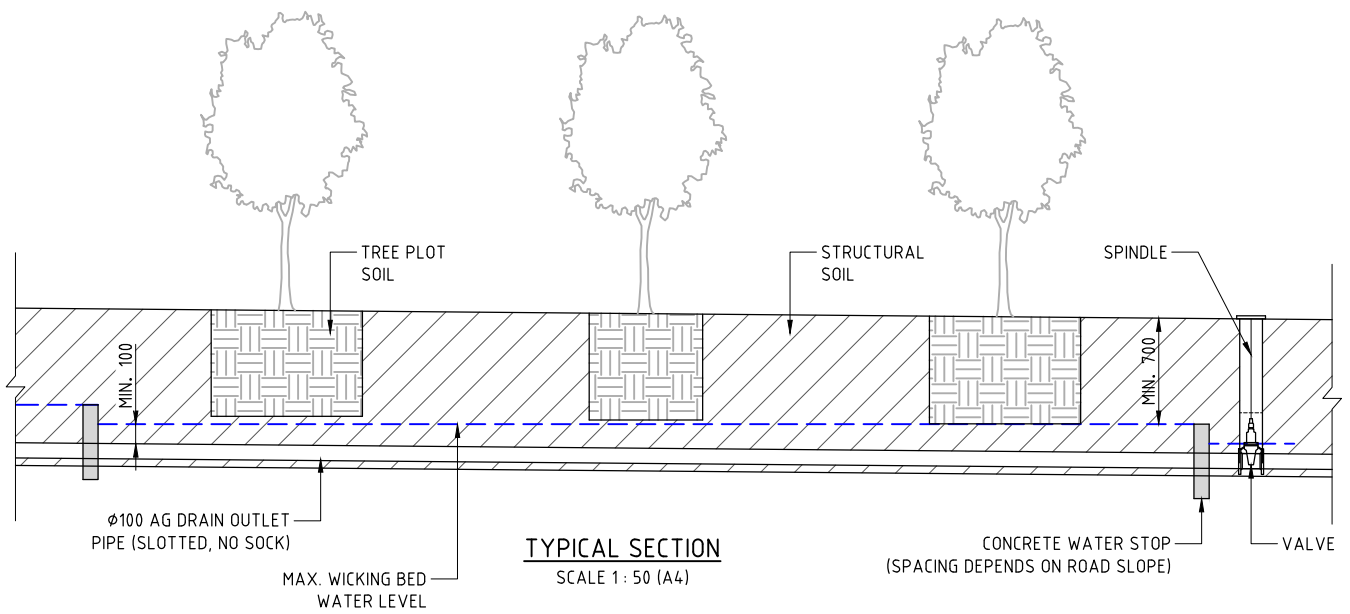 TREE PLOT
SOIL
STRUCTURAL
SOIL
SPINDLE
MIN. 100
MIN. 700
Ø100 AG DRAIN OUTLET
PIPE (SLOTTED, NO SOCK)
MAX. WICKING BED
WATER LEVEL
TYPICAL SECTION
SCALE 1 : 50 (A4)
CONCRETE WATER STOP
(SPACING DEPENDS ON ROAD SLOPE)
VALVE